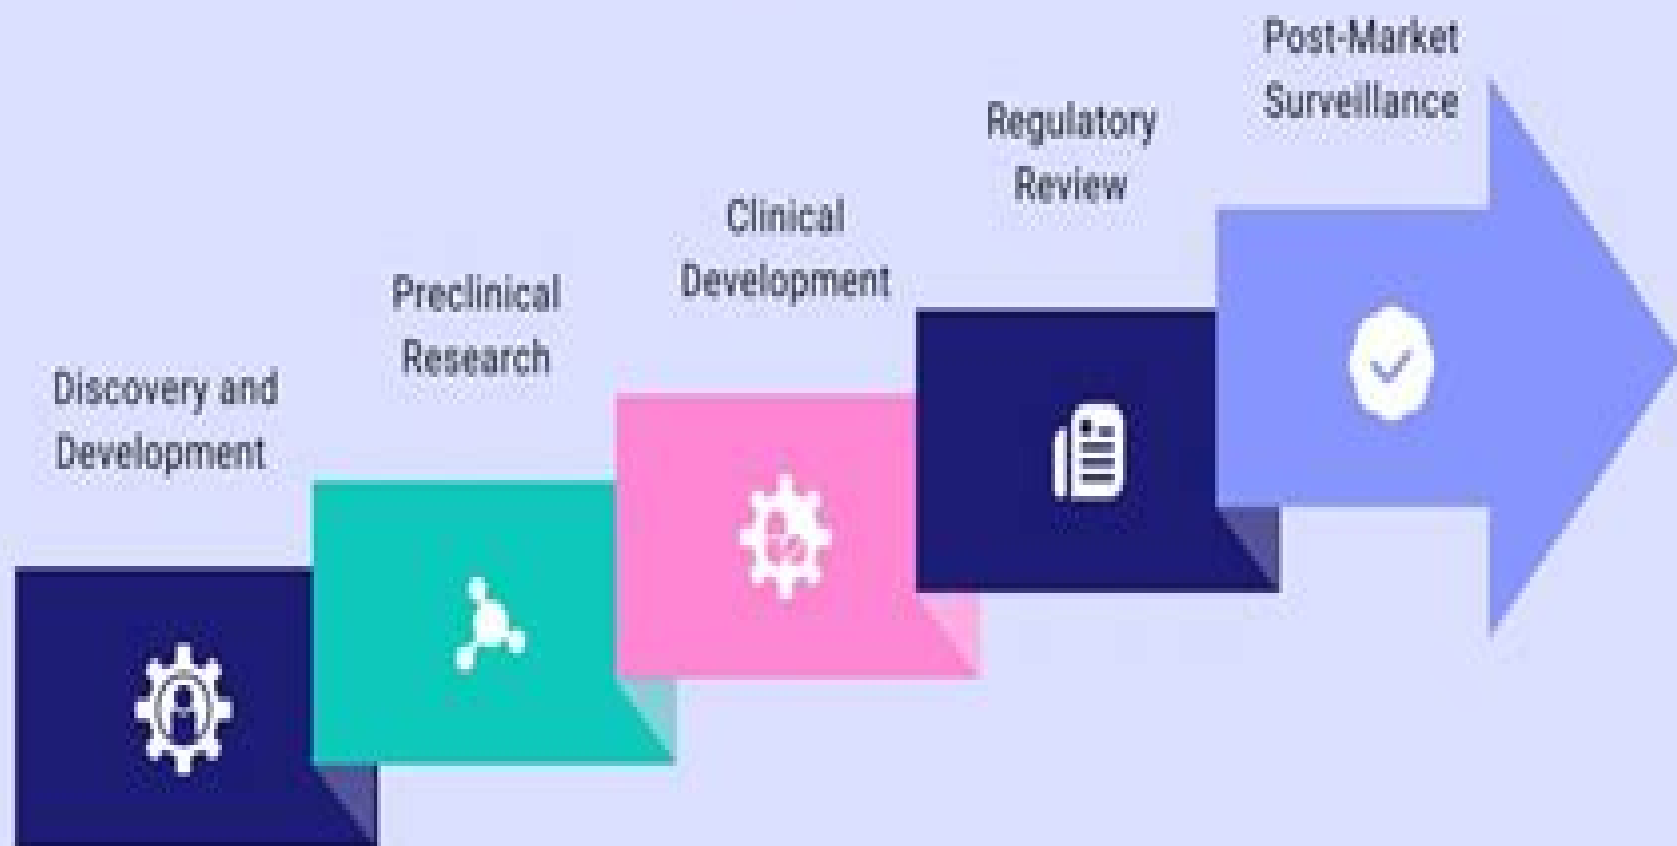 Discovery and
Development
Preclinical
Research
Clinical
Development
Regulatory
Review
Post-Market
Surveillance